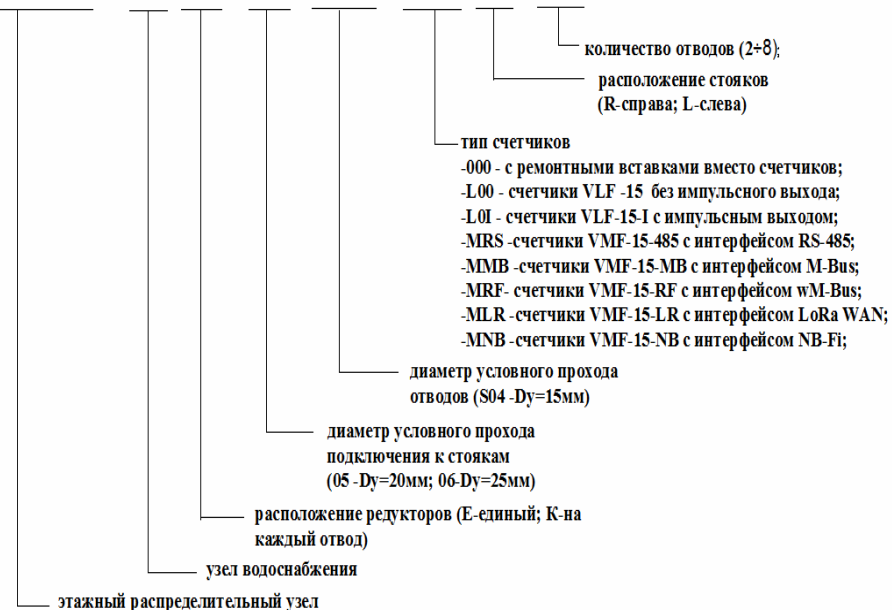 количество отводов (2÷8);
расположение стояков
(R-справа; L-слева)
тип счетчиков
-000 - с ремонтными вставками вместо счетчиков;
-L00 - счетчики VLF -15 без импульсного выхода;
-L0I - счетчики VLF-15-I с импульсным выходом;
-MRS -счетчики VMF-15-485 с интерфейсом RS-485;
-MMB -счетчики VMF-15-MB с интерфейсом M-Bus;
-MRF- счетчики VMF-15-RF с интерфейсом wM-Bus;
-MLR -счетчики VMF-15-LR с интерфейсом LoRa WAN;
-MNB -счетчики VMF-15-NB с интерфейсом NB-Fi;
диаметр условного прохода
отводов (S04 -Dy=15мм)
диаметр условного прохода
подключения к стоякам
(05 -Dy=20мм; 06-Dy=25мм)
расположение редукторов (Е-единый; К-на
каждый отвод)
узел водоснабжения
этажный распределительный узел